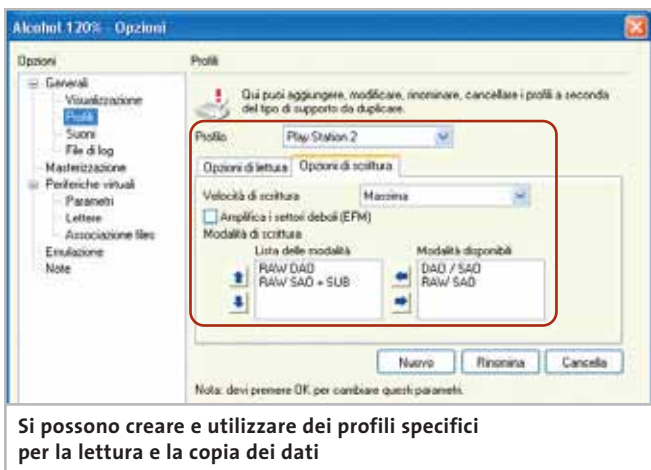 Alcohol 120% - Opzioni
Opzioni
Profili
Generali
Visualizzazione
Profili
Suoni
File di log
Masterizzazione
Periferiche virtuali
Parametri
Lettere
Associazione files
Emulazione
Note
Qui puoi aggiungere, modificare, rinominare, cancellare i profili a seconda
del tipo di supporto da duplicare.
Profilo
Play Station 2
Opzioni di lettura
Opzioni di scrittura
Velocità di scrittura
Massima
Amplifica i settori deboli (EFM)
Modalità di scrittura
Lista delle modalità
Modalità disponibili
RAW DAO
RAW SAO + SUB
DAO / SAO
RAW SAO
Nuovo
Rinomina
Cancella
Nota: devi premere OK per cambiare questi parametri.
Si possono creare e utilizzare dei profili specifici
per la lettura e la copia dei dati